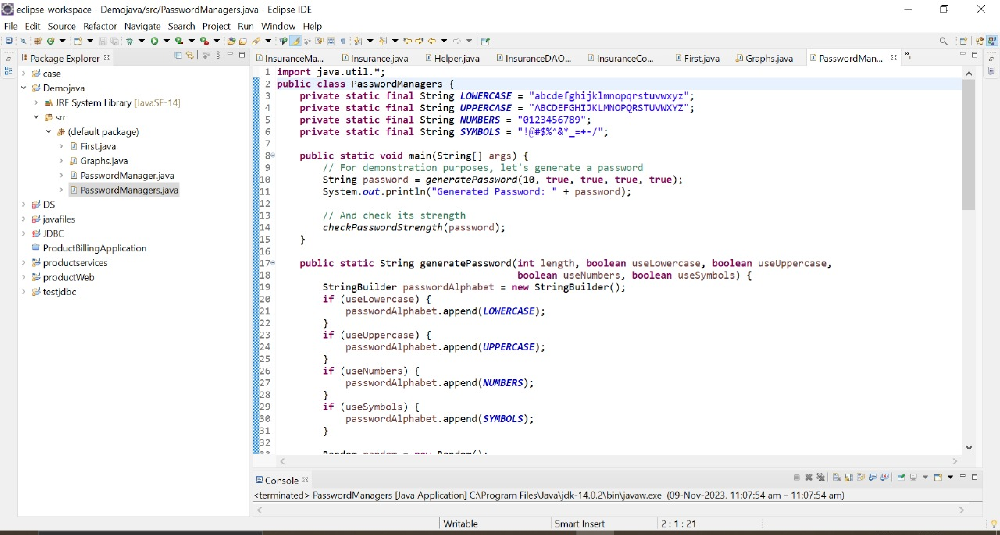 eclipse-workspace - Demojava/src/PasswordManagers.java - Eclipse IDE
File Edit Source Refactor Navigate Search Project Run Window Help
Package Explorer
case
Demojava
JRE System Library [JavaSE-14]
src
(default package)
First.java
Graphs.java
PasswordManager.java
PasswordManagers.java
DS
javafiles
JDBC
ProductBillingApplication
productservices
productWeb
testjdbc
InsuranceMa... Insurance.java Helper.java InsuranceDAO... InsuranceCo... First.java Graphs.java PasswordMan... »1
1 import java.util.*;
2 public class PasswordManagers {
3 private static final String LOWERCASE = "abcdefghijklmnopqrstuvwxyz";
4 private static final String UPPERCASE = "ABCDEFGHIJKLMNOPQRSTUVWXYZ";
5 private static final String NUMBERS = "0123456789";
6 private static final String SYMBOLS = "!@#$%^&*_=+-/";
7
8 public static void main(String[] args) {
9 // For demonstration purposes, let's generate a password
10 String password = generatePassword(10, true, true, true, true);
11 System.out.println("Generated Password: " + password);
12
13 // And check its strength
14 checkPasswordStrength(password);
15 }
16
17 public static String generatePassword(int length, boolean useLowercase, boolean useUppercase,
18 boolean useNumbers, boolean useSymbols) {
19 StringBuilder passwordAlphabet = new StringBuilder();
20 if (useLowercase) {
21 passwordAlphabet.append(LOWERCASE);
22 }
23 if (useUppercase) {
24 passwordAlphabet.append(UPPERCASE);
25 }
26 if (useNumbers) {
27 passwordAlphabet.append(NUMBERS);
28 }
29 if (useSymbols) {
30 passwordAlphabet.append(SYMBOLS);
31 }
32
33 Random random = new Random();
Console
<terminated> PasswordManagers [Java Application] C:\Program Files\Java\jdk-14.0.2\bin\javaw.exe (09-Nov-2023, 11:07:54 am – 11:07:54 am)
Writable Smart Insert 2 : 1 : 21